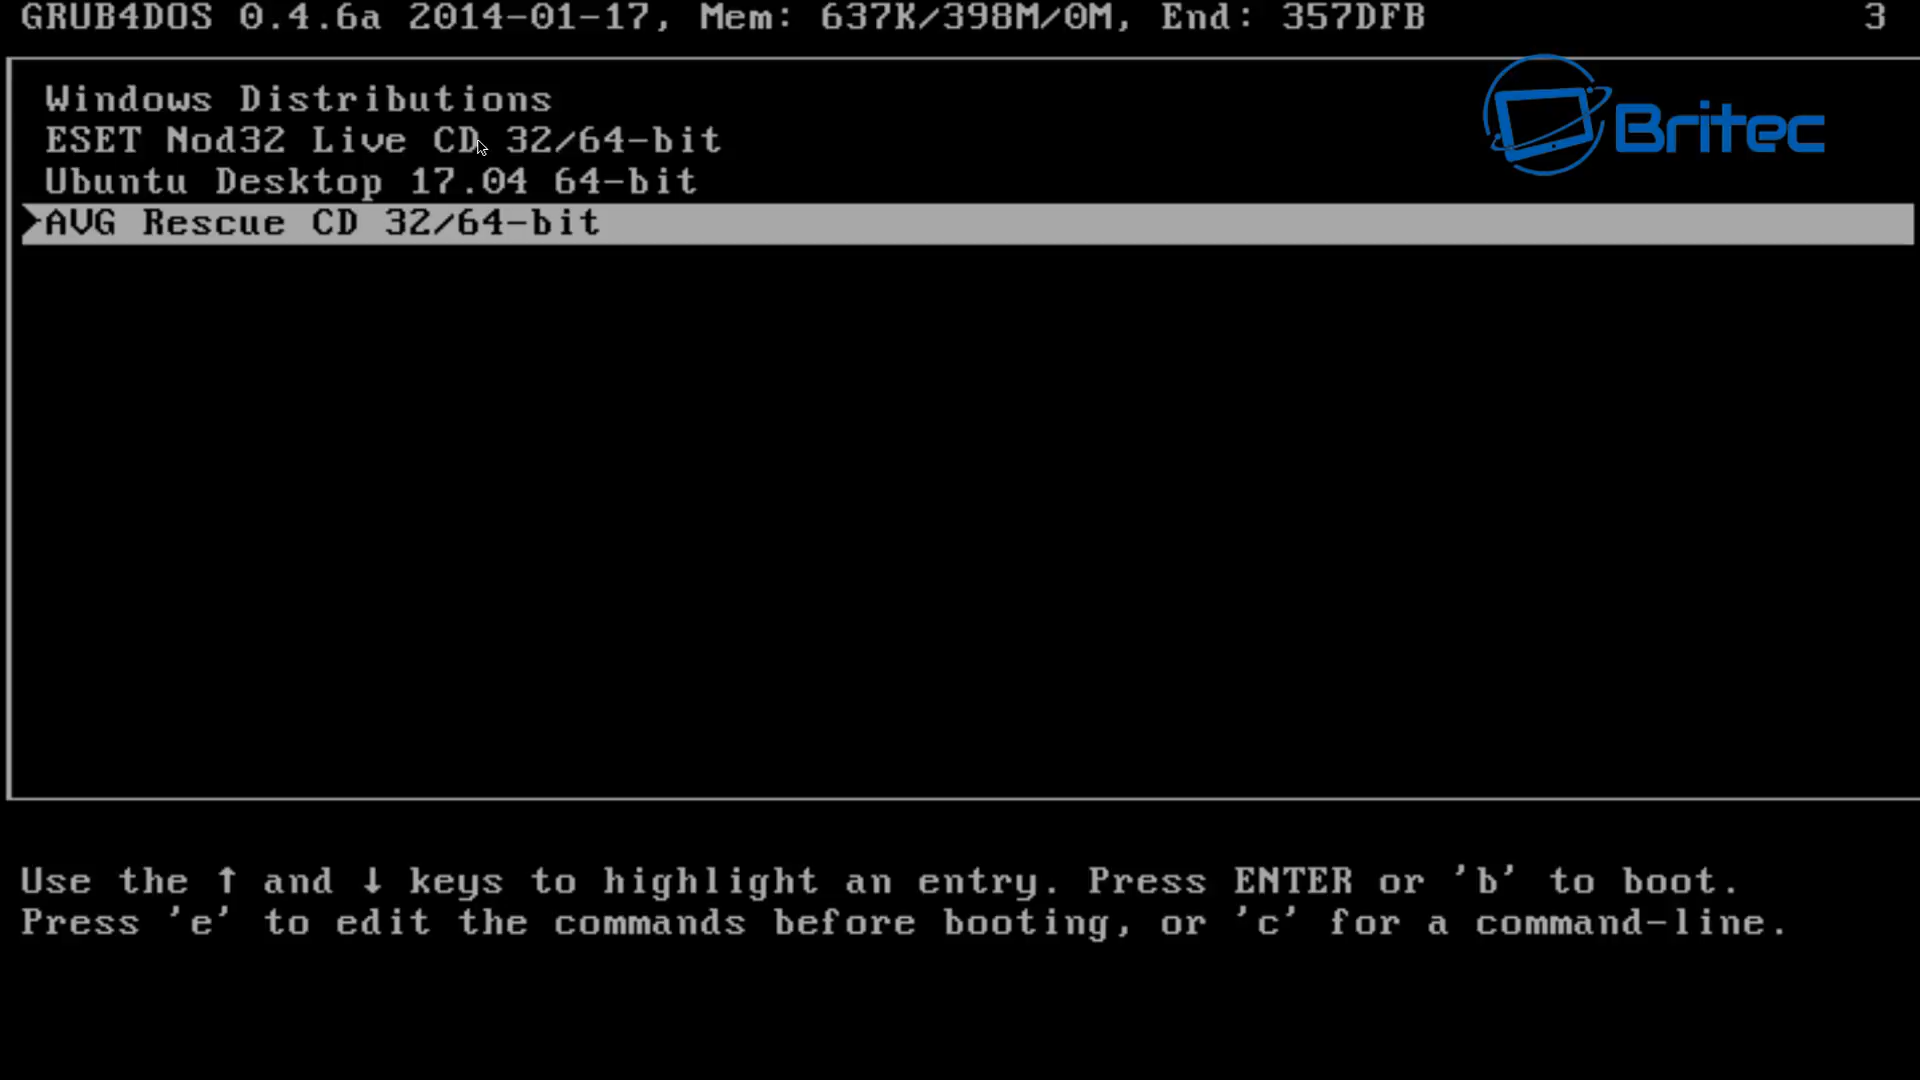 GRUB4DOS 0.4.6a 2014-01-17, Mem: 637K/398M/0M, End: 357DFB 3
Windows Distributions
Britec
ESET Nod32 Live CD 32/64-bit
Ubuntu Desktop 17.04 64-bit
AVG Rescue CD 32/64-bit
Use the ↑ and ↓ keys to highlight an entry. Press ENTER or 'b' to boot.
Press 'e' to edit the commands before booting, or 'c' for a command-line.